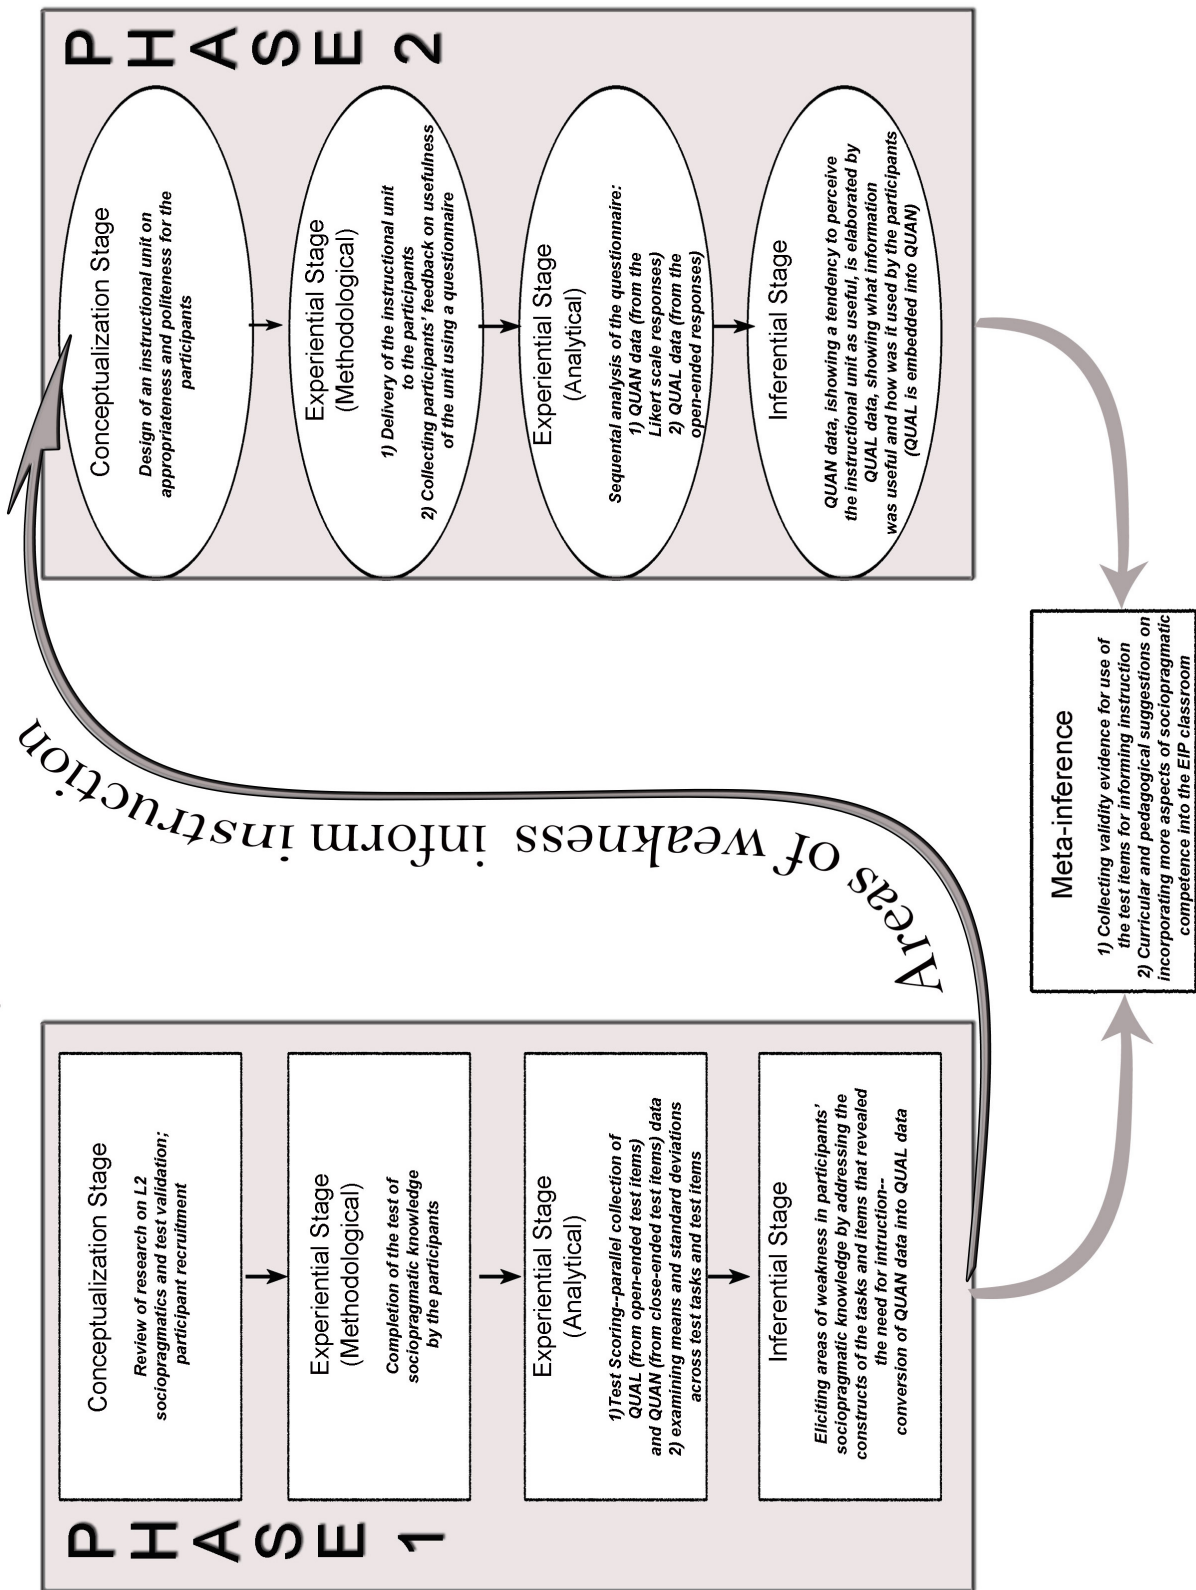 PHASE 1
Conceptualization Stage
Review of research on L2
sociopragmatics and test validation;
participant recruitment
Experiential Stage
(Methodological)
Completion of the test of
sociopragmatic knowledge
by the participants
Experiential Stage
(Analytical)
1)Test Scoring--parallel collection of
QUAL (from open-ended test items)
and QUAN (from close-ended test items) data
2) examining means and standard deviations
across test tasks and test items
Inferential Stage
Eliciting areas of weakness in participants'
sociopragmatic knowledge by addressing the
constructs of the tasks and items that revealed
the need for intruction--
conversion of QUAN data into QUAL data
Areas of weakness inform instruction
PHASE 2
Conceptualization Stage
Design of an instructional unit on
appropriateness and politeness for the
participants
Experiential Stage
(Methodological)
1) Delivery of the instructional unit
to the participants
2) Collecting participants' feedback on usefulness
of the unit using a questionnaire
Experiential Stage
(Analytical)
Sequental analysis of the questionnaire:
1) QUAN data (from the
Likert scale responses)
2) QUAL data (from the
open-ended responses)
Inferential Stage
QUAN data, ishowing a tendency to perceive
the instructional unit as useful, is elaborated by
QUAL data, showing what information
was useful and how was it used by the participants
(QUAL is embedded into QUAN)
Meta-inference
1) Collecting validity evidence for use of
the test items for informing instruction
2) Curricular and pedagogical suggestions on
incorporating more aspects of sociopragmatic
competence into the EIP classroom